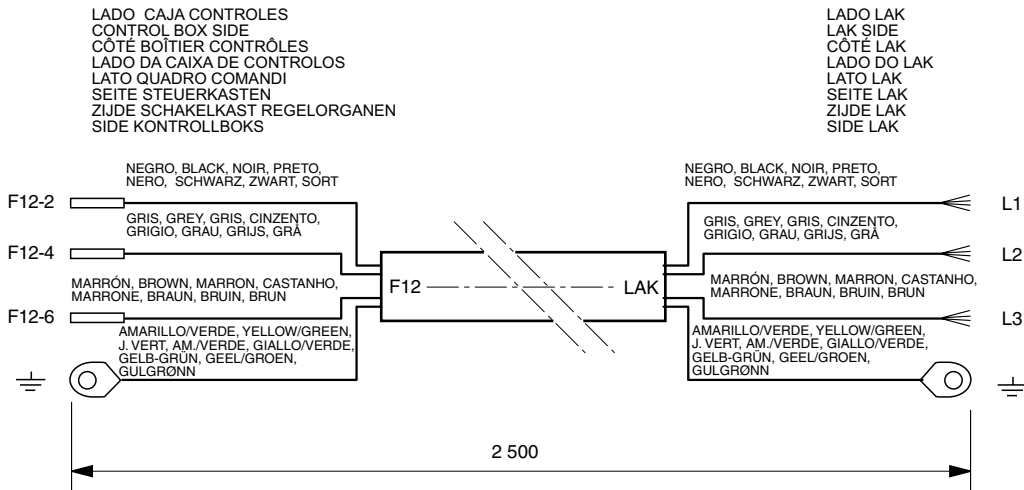 LADO CAJA CONTROLES
CONTROL BOX SIDE
CÔTÉ BOÎTIER CONTRÔLES
LADO DA CAIXA DE CONTROLOS
LATO QUADRO COMANDI
SEITE STEUERKASTEN
ZIJDE SCHAKELKAST REGELORGANEN
SIDE KONTROLLBOKS
LADO LAK
LAK SIDE
CÔTÉ LAK
LADO DO LAK
LATO LAK
SEITE LAK
ZIJDE LAK
SIDE LAK
NEGRO, BLACK, NOIR, PRETO,
NERO, SCHWARZ, ZWART, SORT
F12-2
GRIS, GREY, GRIS, CINZENTO,
GRIGIO, GRAU, GRIJS, GRÅ
F12-4
MARRÓN, BROWN, MARRON, CASTANHO,
MARRONE, BRAUN, BRUIN, BRUN
F12-6
AMARILLO/VERDE, YELLOW/GREEN,
J. VERT, AM./VERDE, GIALLO/VERDE,
GELB-GRÜN, GEEL/GROEN,
GULGRØNN
F12
LAK
NEGRO, BLACK, NOIR, PRETO,
NERO, SCHWARZ, ZWART, SORT
L1
GRIS, GREY, GRIS, CINZENTO,
GRIGIO, GRAU, GRIJS, GRÅ
L2
MARRÓN, BROWN, MARRON, CASTANHO,
MARRONE, BRAUN, BRUIN, BRUN
L3
AMARILLO/VERDE, YELLOW/GREEN,
J. VERT, AM./VERDE, GIALLO/VERDE,
GELB-GRÜN, GEEL/GROEN,
GULGRØNN
2 500